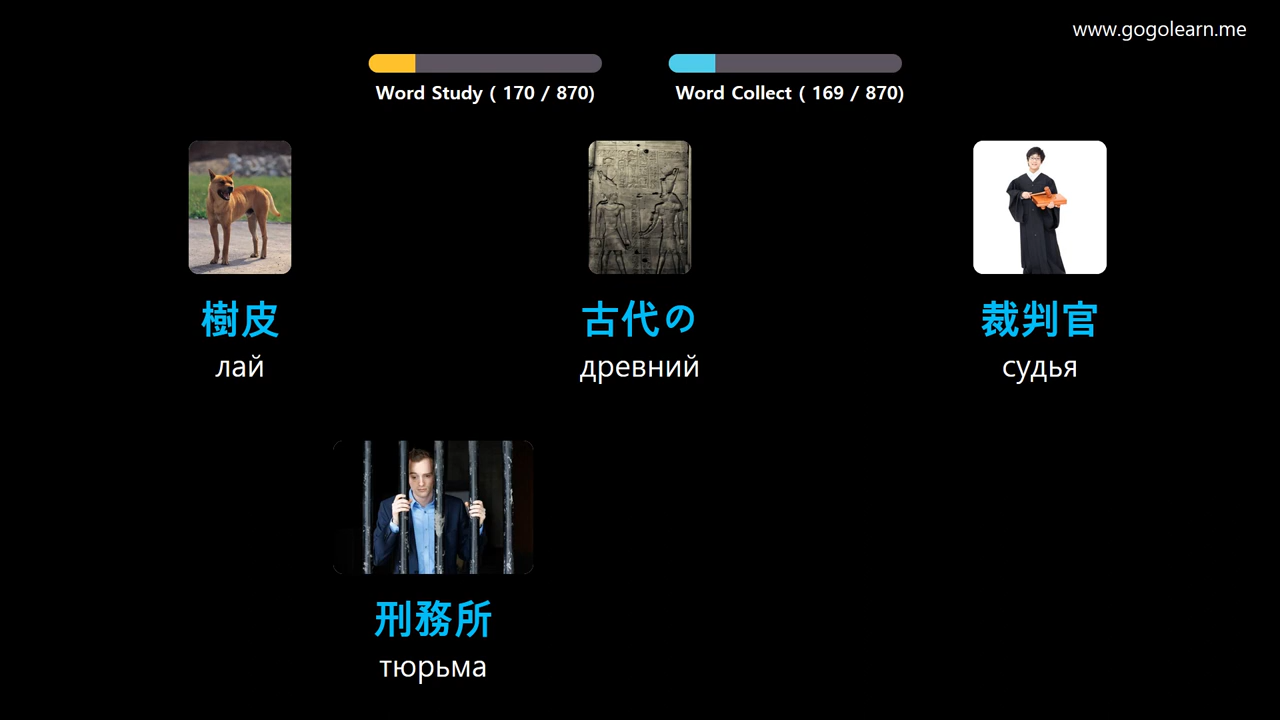 www.gogolearn.me
Word Study ( 170 / 870)
Word Collect ( 169 / 870)
樹皮
лай
古代の
древний
裁判官
судья
刑務所
тюрьма